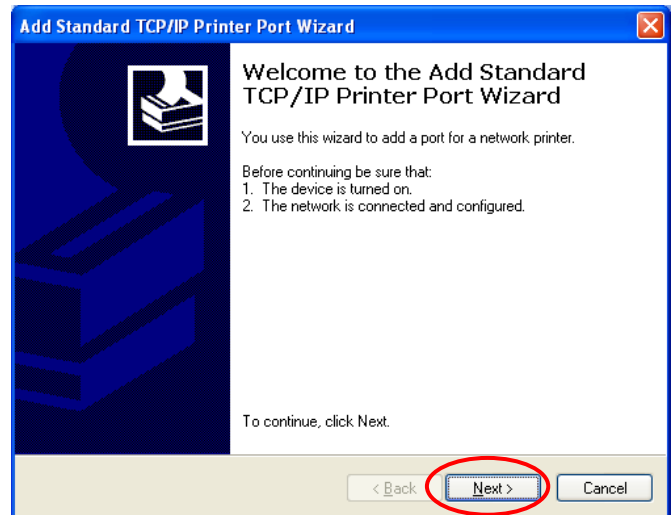 Add Standard TCP/IP Printer Port Wizard
Welcome to the Add Standard
TCP/IP Printer Port Wizard
You use this wizard to add a port for a network printer.
Before continuing be sure that:
1. The device is turned on.
2. The network is connected and configured.
To continue, click Next.
< Back
Next >
Cancel